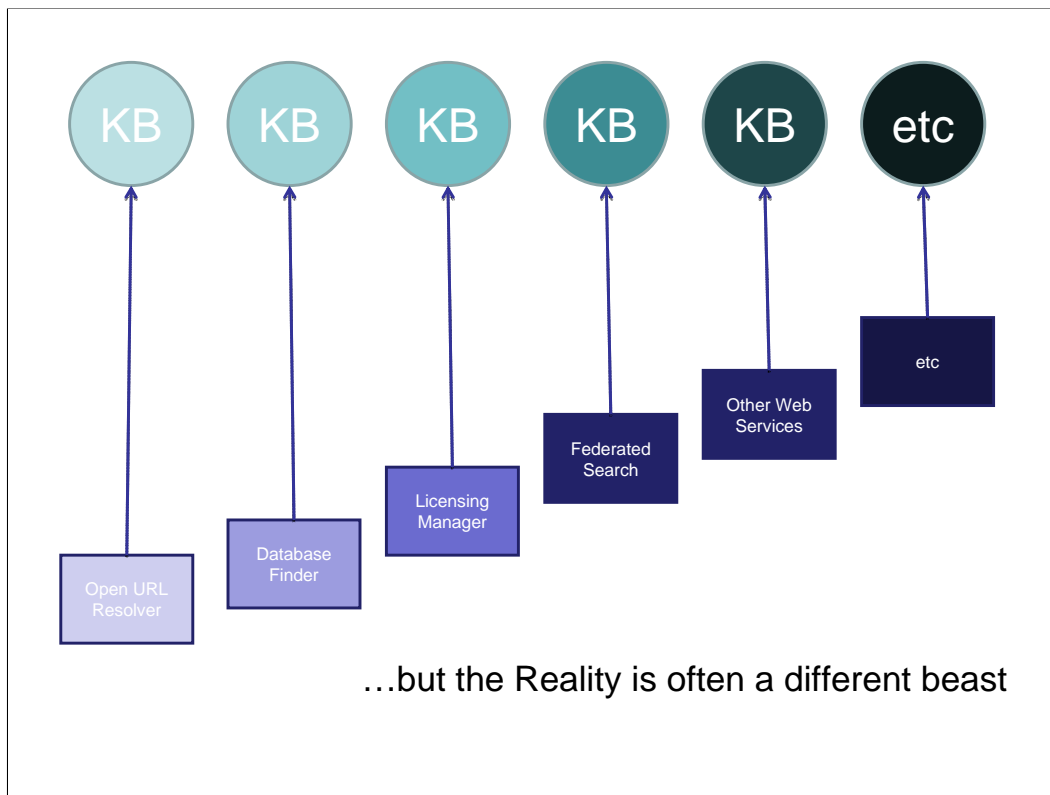 KB
KB
KB
KB
KB
etc
Open URL
Resolver
Database
Finder
Licensing
Manager
Federated
Search
Other Web
Services
etc
…but the Reality is often a different beast